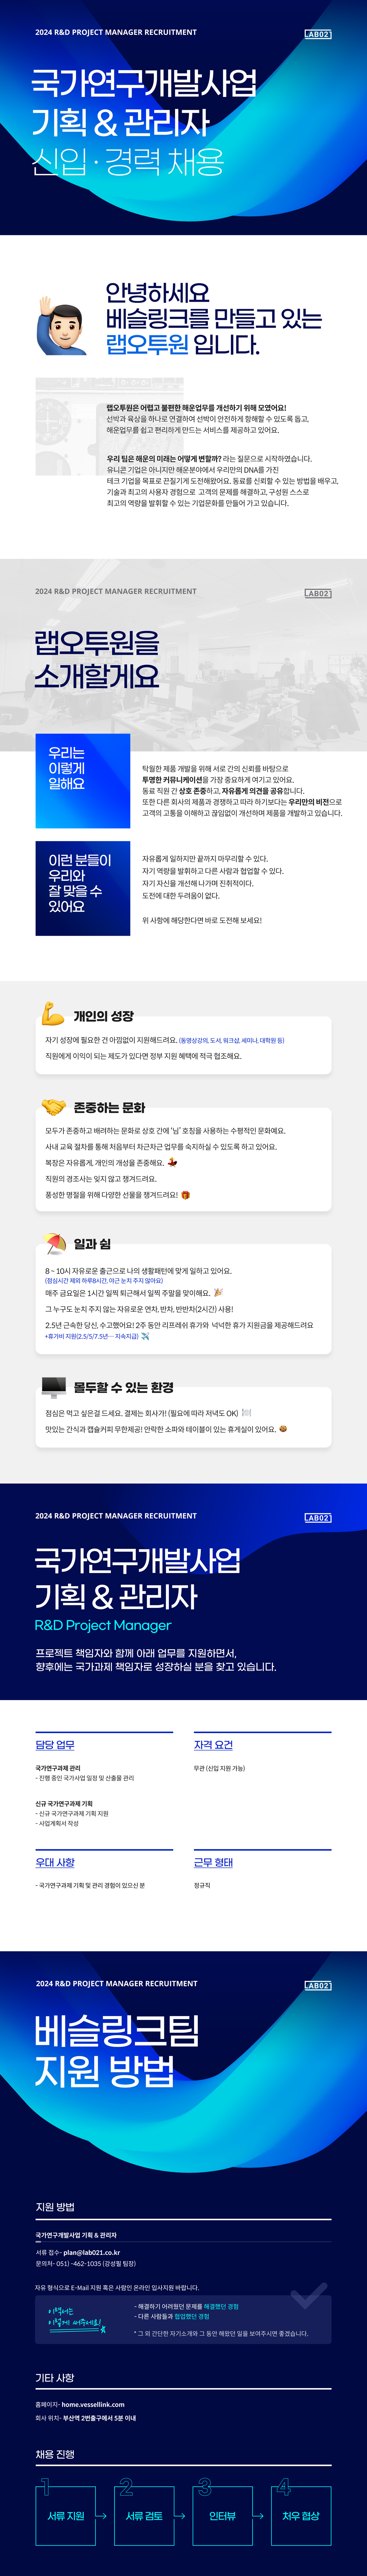 2024 R&D PROJECT MANAGER RECRUITMENT
LAB021
국가연구개발사업
기획 & 관리자
신입 · 경력 채용
안녕하세요
베슬링크를 만들고 있는
랩오투원 입니다.
랩오투원은 어렵고 불편한 해운업무를 개선하기 위해 모였어요!
선박과 육상을 하나로 연결하여 선박이 안전하게 항해할 수 있도록 돕고,
해운업무를 쉽고 편리하게 만드는 서비스를 제공하고 있어요.
우리 팀은 해운의 미래는 어떻게 변할까? 라는 질문으로 시작하였습니다.
유니콘 기업은 아니지만 해운분야에서 우리만의 DNA를 가진
테크 기업을 목표로 끈질기게 도전해왔어요. 동료를 신뢰할 수 있는 방법을 배우고,
기술과 최고의 사용자 경험으로 고객의 문제를 해결하고, 구성원 스스로
최고의 역량을 발휘할 수 있는 기업문화를 만들어 가고 있습니다.
2024 R&D PROJECT MANAGER RECRUITMENT
LAB021
랩오투원을
소개할게요
우리는
이렇게
일해요
탁월한 제품 개발을 위해 서로 간의 신뢰를 바탕으로
투명한 커뮤니케이션을 가장 중요하게 여기고 있어요.
동료 직원 간 상호 존중하고, 자유롭게 의견을 공유합니다.
또한 다른 회사의 제품과 경쟁하고 따라 하기보다는 우리만의 비전으로
고객의 고통을 이해하고 끊임없이 개선하며 제품을 개발하고 있습니다.
이런 분들이
우리와
잘 맞을 수
있어요
자유롭게 일하지만 끝까지 마무리할 수 있다.
자기 역량을 발휘하고 다른 사람과 협업할 수 있다.
자기 자신을 개선해 나가며 진취적이다.
도전에 대한 두려움이 없다.
위 사항에 해당한다면 바로 도전해 보세요!
개인의 성장
자기 성장에 필요한 건 아낌없이 지원해드려요. (동영상강의, 도서, 워크샵, 세미나, 대학원 등)
직원에게 이익이 되는 제도가 있다면 정부 지원 혜택에 적극 협조해요.
존중하는 문화
모두가 존중하고 배려하는 문화로 상호 간에 '님' 호칭을 사용하는 수평적인 문화예요.
사내 교육 절차를 통해 처음부터 차근차근 업무를 숙지하실 수 있도록 하고 있어요.
복장은 자유롭게, 개인의 개성을 존중해요.
직원의 경조사는 잊지 않고 챙겨드려요.
풍성한 명절을 위해 다양한 선물을 챙겨드려요!
일과 쉼
8 ~ 10시 자유로운 출근으로 나의 생활패턴에 맞게 일하고 있어요.
(점심시간 제외 하루8시간, 야근 눈치 주지 않아요)
매주 금요일은 1시간 일찍 퇴근해서 일찍 주말을 맞이해요.
그 누구도 눈치 주지 않는 자유로운 연차, 반차, 반반차(2시간) 사용!
2.5년 근속한 당신, 수고했어요! 2주 동안 리프레쉬 휴가와 넉넉한 휴가 지원금을 제공해드려요
+휴가비 지원(2.5/5/7.5년… 지속지급)
몰두할 수 있는 환경
점심은 먹고 싶은걸 드세요. 결제는 회사가! (필요에 따라 저녁도 OK)
맛있는 간식과 캡슐커피 무한제공! 안락한 소파와 테이블이 있는 휴게실이 있어요.
2024 R&D PROJECT MANAGER RECRUITMENT
LAB021
국가연구개발사업
기획 & 관리자
R&D Project Manager
프로젝트 책임자와 함께 아래 업무를 지원하면서,
향후에는 국가과제 책임자로 성장하실 분을 찾고 있습니다.
담당 업무
국가연구과제 관리
- 진행 중인 국가사업 일정 및 산출물 관리
신규 국가연구과제 기획
- 신규 국가연구과제 기획 지원
- 사업계획서 작성
자격 요건
무관 (신입 지원 가능)
우대 사항
- 국가연구과제 기획 및 관리 경험이 있으신 분
근무 형태
정규직
2024 R&D PROJECT MANAGER RECRUITMENT
LAB021
베슬링크팀
지원 방법
지원 방법
국가연구개발사업 기획 & 관리자
서류 접수- plan@lab021.co.kr
문의처- 051) -462-1035 (강성필 팀장)
자유 형식으로 E-Mail 지원 혹은 사람인 온라인 입사지원 바랍니다.
이력서는
이렇게 써주세요!
- 해결하기 어려웠던 문제를 해결했던 경험
- 다른 사람들과 협업했던 경험
* 그 외 간단한 자기소개와 그 동안 해왔던 일을 보여주시면 좋겠습니다.
기타 사항
홈페이지- home.vessellink.com
회사 위치- 부산역 2번출구에서 5분 이내
채용 진행
1
서류 지원
2
서류 검토
3
인터뷰
4
처우 협상